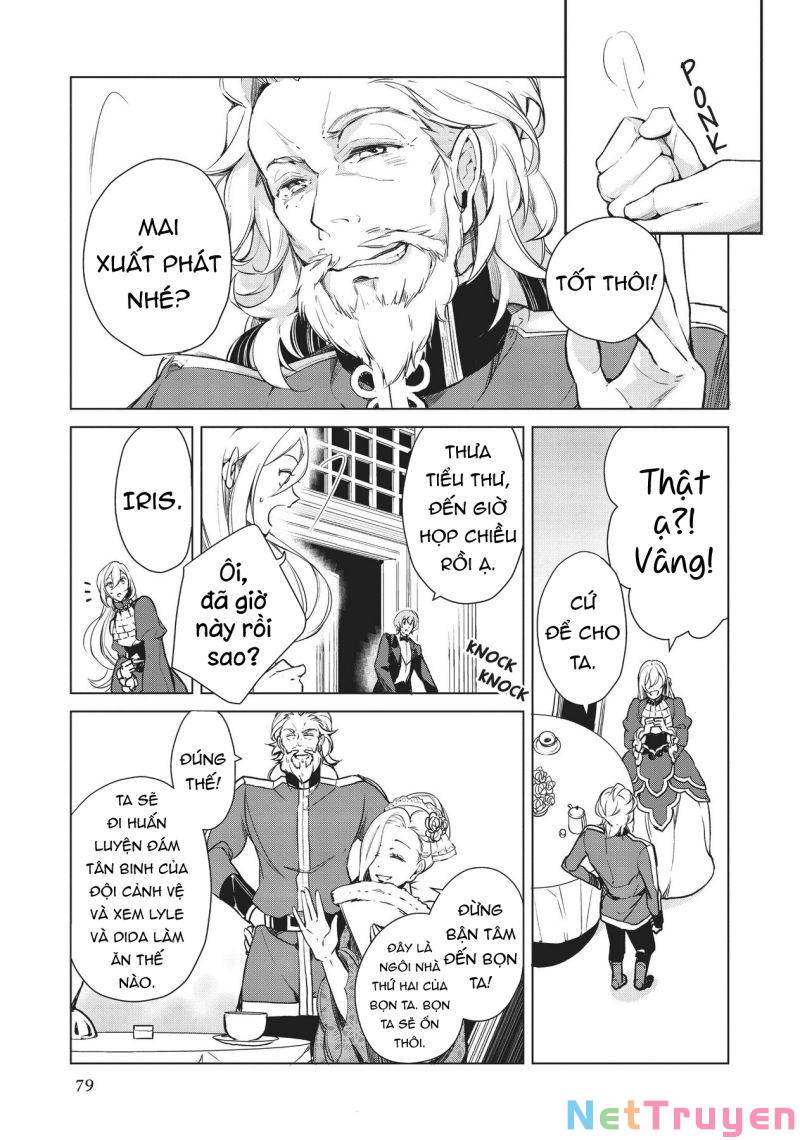 PONK
TỐT THÔI!
MAI
XUẤT PHÁT
NHÉ?
Thật
ạ?!
Vâng!
CỨ
ĐỂ CHO
TA.
THƯA
TIỂU THƯ,
ĐẾN GIỜ
HỌP CHIỀU
RỒI Ạ.
KNOCK
KNOCK
Ôi,
đã giờ
này rồi
sao?
IRIS.
ĐỪNG
BẬN TÂM
ĐẾN BỌN
TA!
ĐÂY LÀ
NGÔI NHÀ
THỨ HAI CỦA
BỌN TA. BỌN
TA SẼ ỔN
THÔI.
ĐÚNG
THẾ!
TA SẼ
ĐI HUẤN
LUYỆN ĐÁM
TÂN BINH CỦA
ĐỘI CẢNH VỆ
VÀ XEM LYLE
VÀ DIDA LÀM
ĂN THẾ
NÀO.
79
NetTruyen